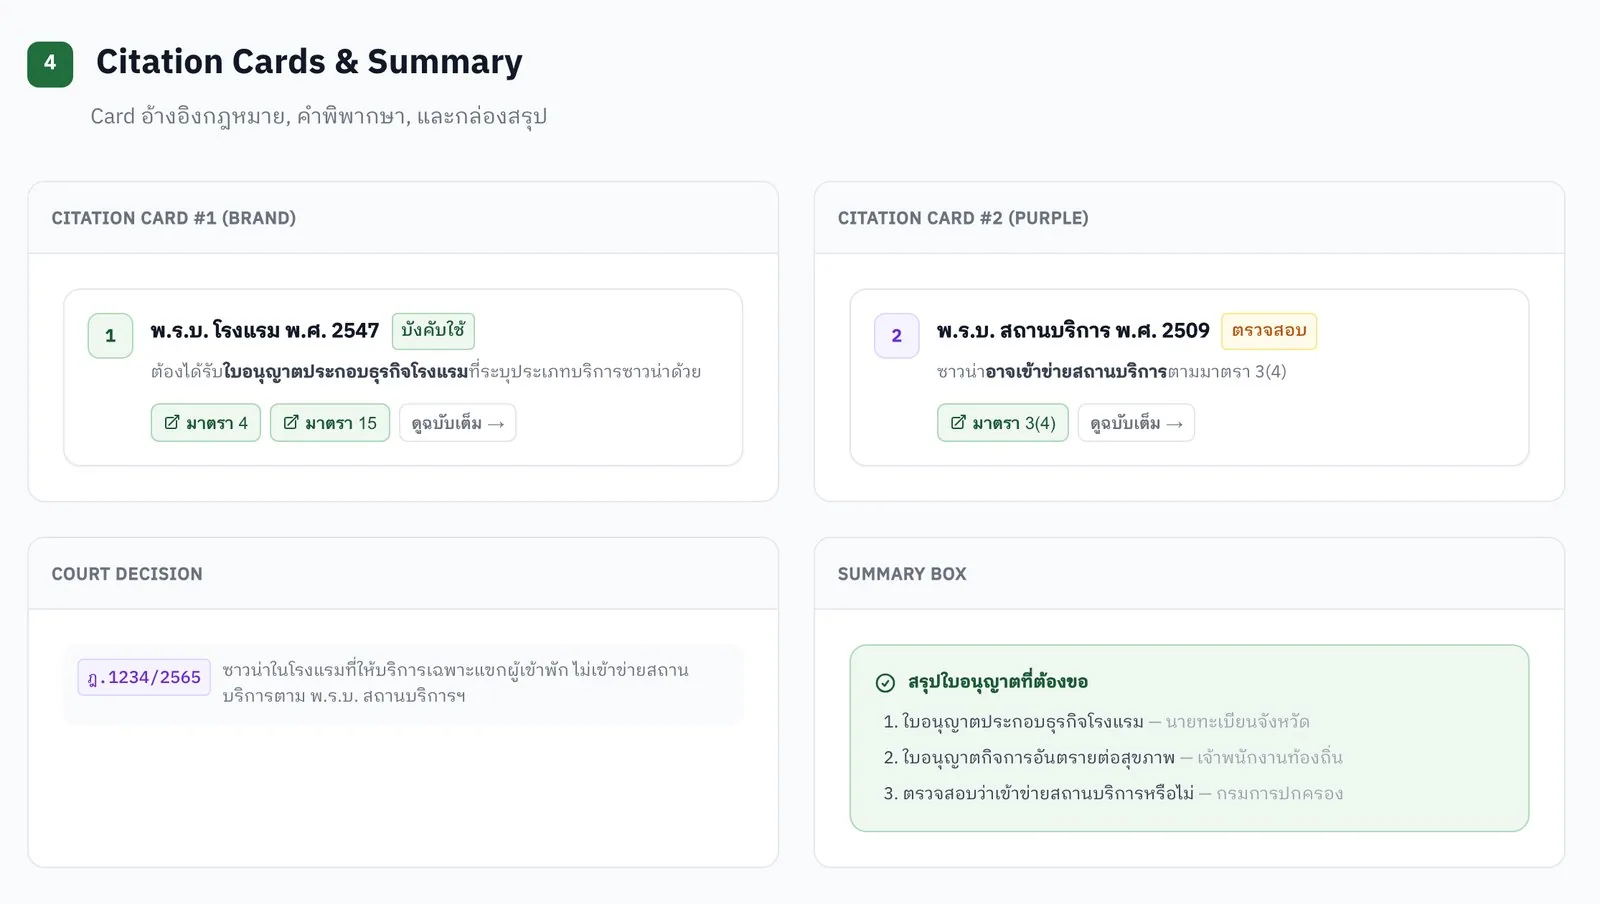 4
Citation Cards & Summary
Card อ้างอิงกฎหมาย, คำพิพากษา, และกล่องสรุป
CITATION CARD #1 (BRAND)
1
พ.ร.บ. โรงแรม พ.ศ. 2547 บังคับใช้
ต้องได้รับใบอนุญาตประกอบธุรกิจโรงแรมที่ระบุประเภทบริการซาวน่าด้วย
มาตรา 4 มาตรา 15 ดูฉบับเต็ม →
CITATION CARD #2 (PURPLE)
2
พ.ร.บ. สถานบริการ พ.ศ. 2509 ตรวจสอบ
ซาวน่าอาจเข้าข่ายสถานบริการตามมาตรา 3(4)
มาตรา 3(4) ดูฉบับเต็ม →
COURT DECISION
ฎ.1234/2565
ซาวน่าในโรงแรมที่ให้บริการเฉพาะแขกผู้เข้าพัก ไม่เข้าข่ายสถาน
บริการตาม พ.ร.บ. สถานบริการฯ
SUMMARY BOX
สรุปใบอนุญาตที่ต้องขอ
1. ใบอนุญาตประกอบธุรกิจโรงแรม — นายทะเบียนจังหวัด
2. ใบอนุญาตกิจการอันตรายต่อสุขภาพ — เจ้าพนักงานท้องถิ่น
3. ตรวจสอบว่าเข้าข่ายสถานบริการหรือไม่ — กรมการปกครอง